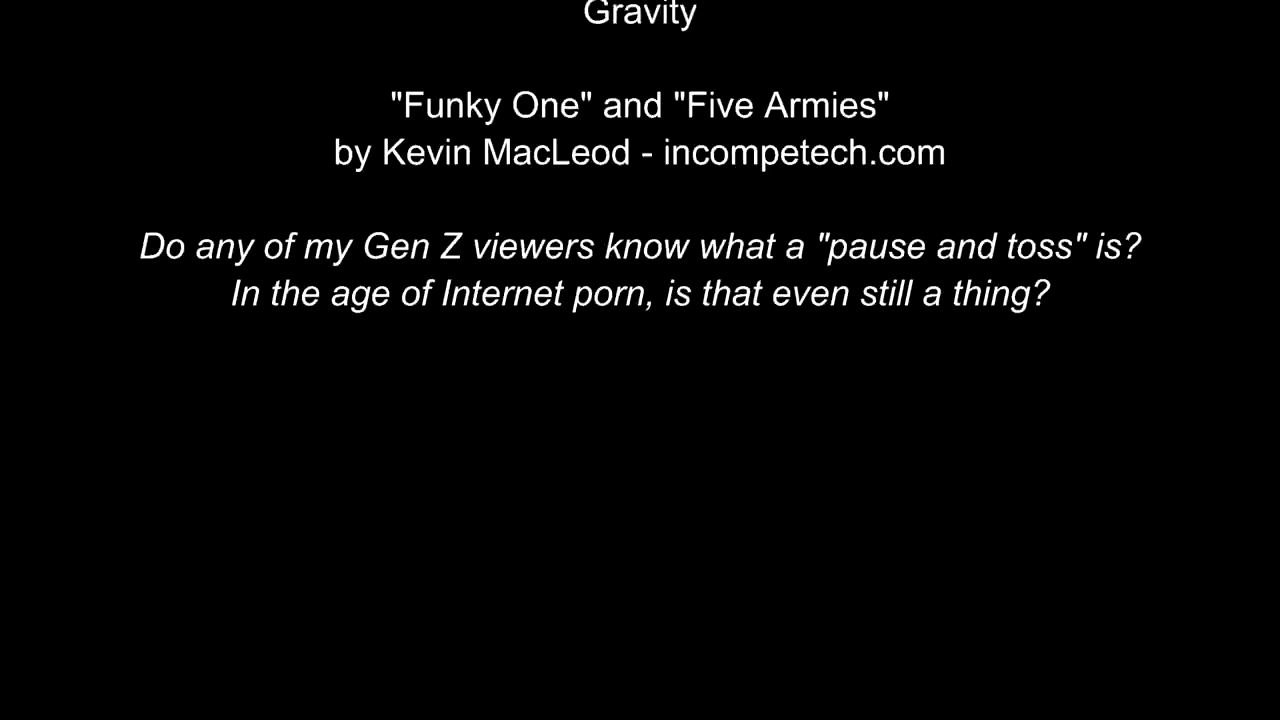 Gravity
"Funky One" and "Five Armies"
by Kevin MacLeod - incompetech.com
Do any of my Gen Z viewers know what a "pause and toss" is?
In the age of Internet porn, is that even still a thing?